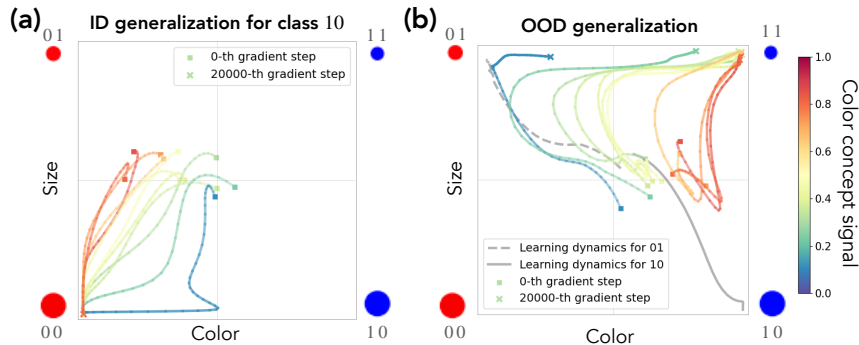 (a)
ID generalization for class 10
01
11
0-th gradient step
20000-th gradient step
Size
00
Color
10
(b)
OOD generalization
01
11
Size
Learning dynamics for 01
Learning dynamics for 10
0-th gradient step
20000-th gradient step
00
Color
10
1.0
0.8
0.6
0.4
0.2
0.0
Color concept signal